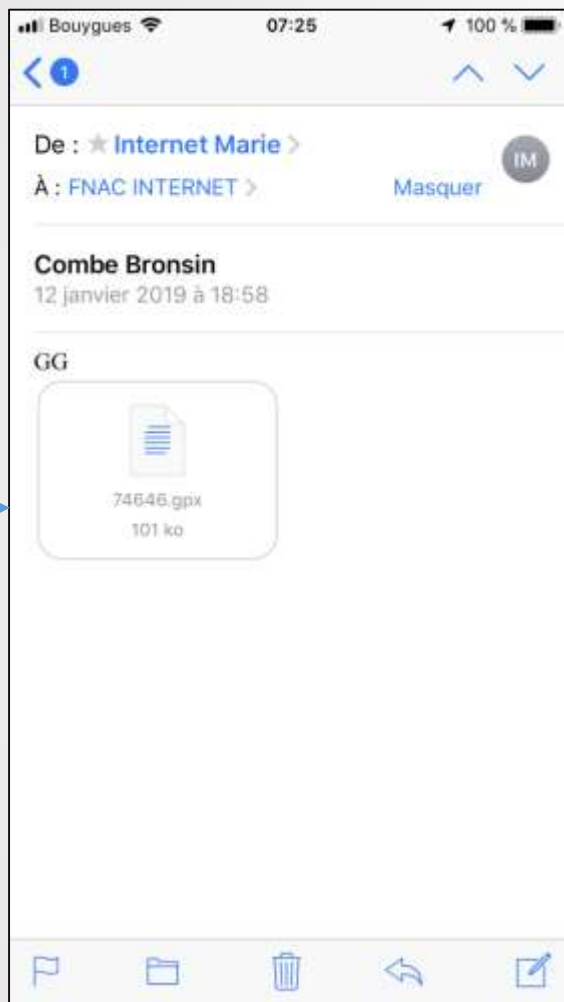 Bouygues 07:25 100 %
1
De : Internet Marie
IM
À : FNAC INTERNET Masquer
Combe Bronsin
12 janvier 2019 à 18:58
GG
74646.gpx
101 ko